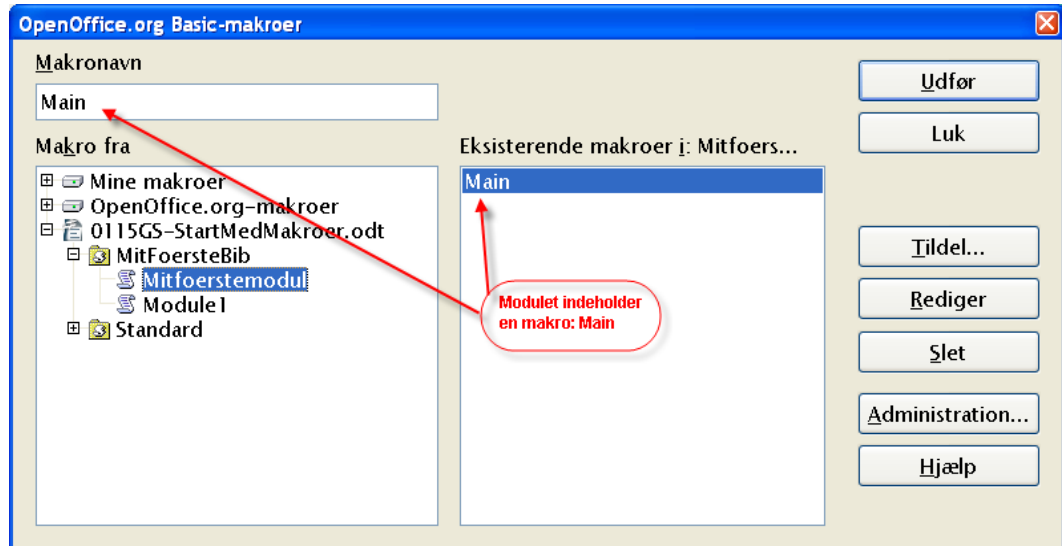 OpenOffice.org Basic-makroer
Makronavn
Main
Makro fra
Mine makroer
OpenOffice.org-makroer
0115GS-StartMedMakroer.odt
MitFoersteBib
Mitfoerstemodul
Module1
Standard
Eksisterende makroer i: Mitfoers...
Main
Modulet indeholder
en makro: Main
Udfør
Luk
Tildel...
Rediger
Slet
Administration...
Hjælp